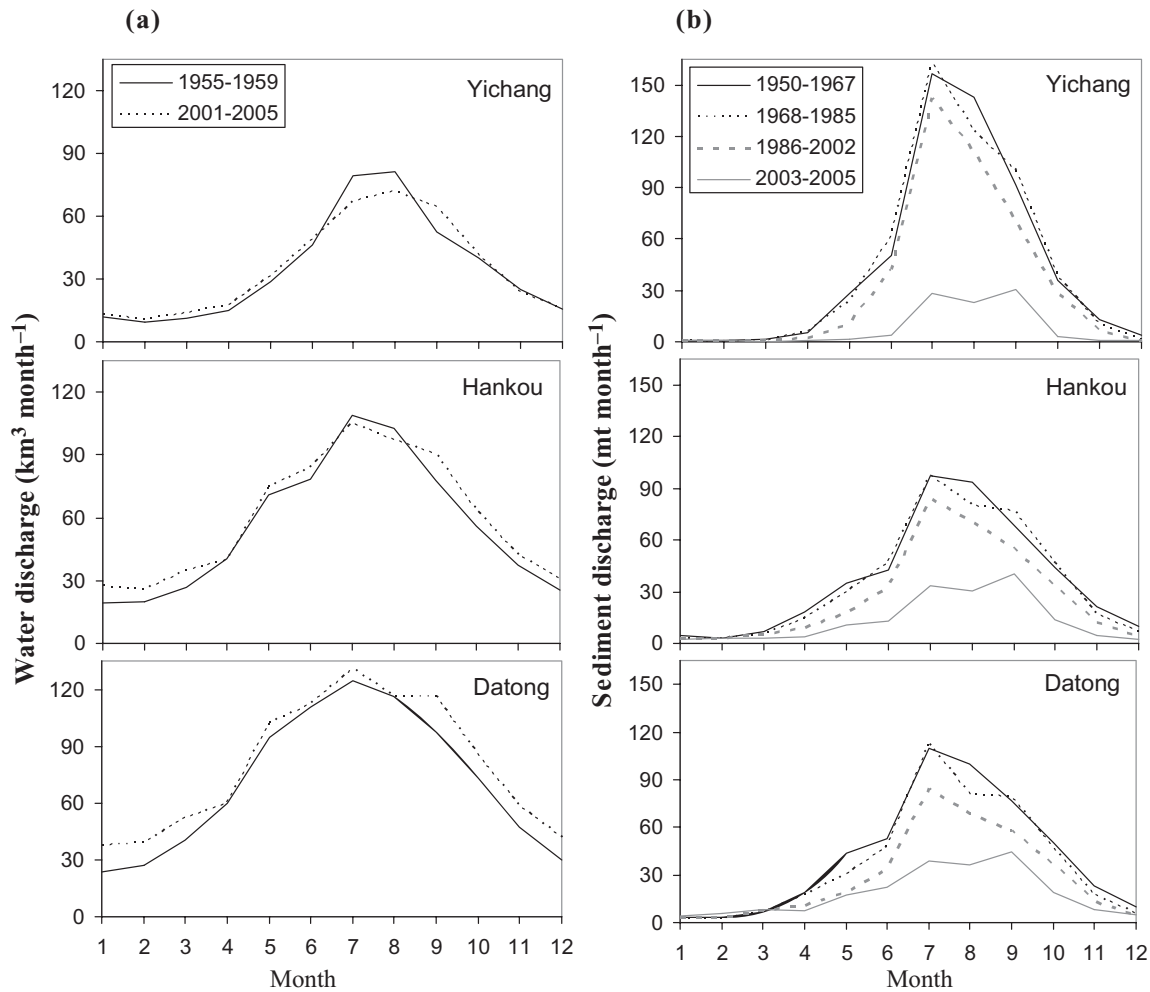 (a)
(b)
Water discharge (km³ month⁻¹)
1955-1959
2001-2005
Yichang
120
90
60
30
0
Hankou
120
90
60
30
0
Datong
120
90
60
30
0
1 2 3 4 5 6 7 8 9 10 11 12
Month
Sediment discharge (mt month⁻¹)
1950-1967
1968-1985
1986-2002
2003-2005
Yichang
150
120
90
60
30
0
Hankou
150
120
90
60
30
0
Datong
150
120
90
60
30
0
1 2 3 4 5 6 7 8 9 10 11 12
Month